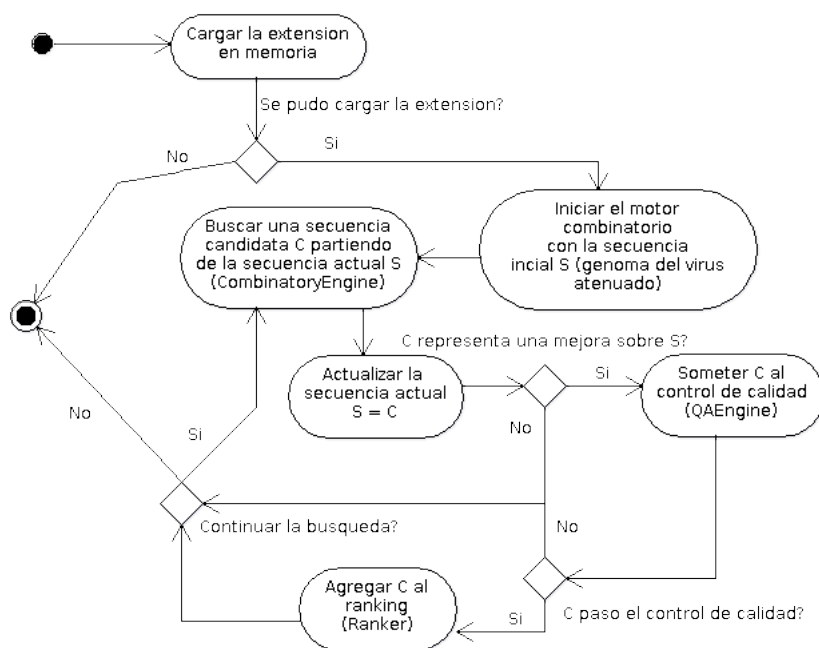 Cargar la extension
en memoria
Se pudo cargar la extension?
No
Si
Buscar una secuencia
candidata C partiendo
de la secuencia actual S
(CombinatoryEngine)
Iniciar el motor
combinatorio
con la secuencia
incial S (genoma del virus
atenuado)
C representa una mejora sobre S?
Actualizar la
secuencia actual
S = C
Si
Someter C al
control de calidad
(QAEngine)
No
Si
No
Continuar la busqueda?
No
Agregar C al
ranking
(Ranker)
Si
C paso el control de calidad?